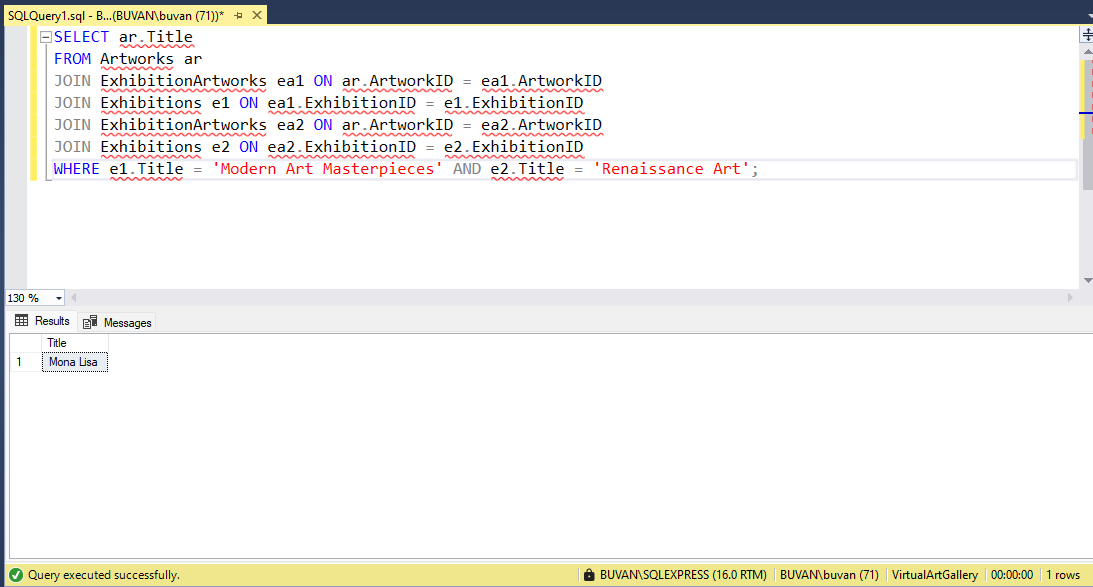 SQLQuery1.sql - B...(BUVAN\buvan (71))*
SELECT ar.Title
FROM Artworks ar
JOIN ExhibitionArtworks ea1 ON ar.ArtworkID = ea1.ArtworkID
JOIN Exhibitions e1 ON ea1.ExhibitionID = e1.ExhibitionID
JOIN ExhibitionArtworks ea2 ON ar.ArtworkID = ea2.ArtworkID
JOIN Exhibitions e2 ON ea2.ExhibitionID = e2.ExhibitionID
WHERE e1.Title = 'Modern Art Masterpieces' AND e2.Title = 'Renaissance Art';
130 %
Results Messages
Title
1 Mona Lisa
Query executed successfully. BUVAN\SQLEXPRESS (16.0 RTM) BUVAN\buvan (71) VirtualArtGallery 00:00:00 1 rows